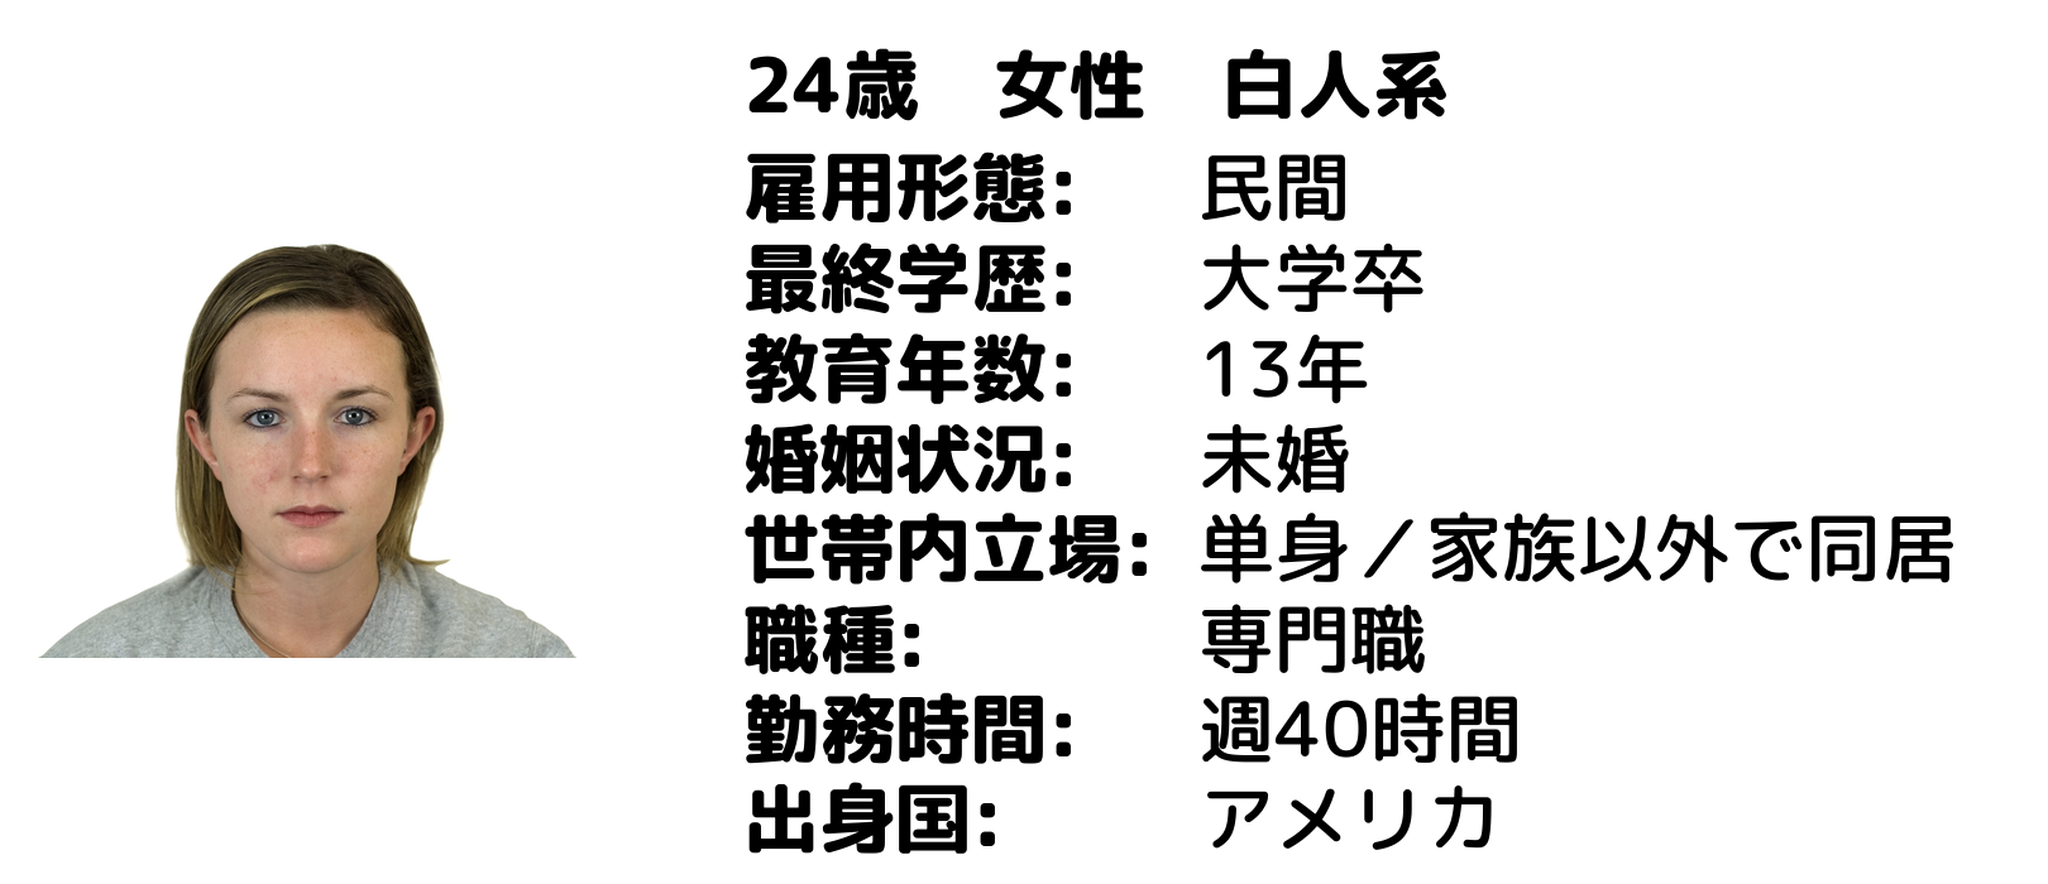 24歳　女性　白人系
雇用形態:　民間
最終学歴:　大学卒
教育年数:　13年
婚姻状況:　未婚
世帯内立場:　単身／家族以外で同居
職種:　専門職
勤務時間:　週40時間
出身国:　アメリカ